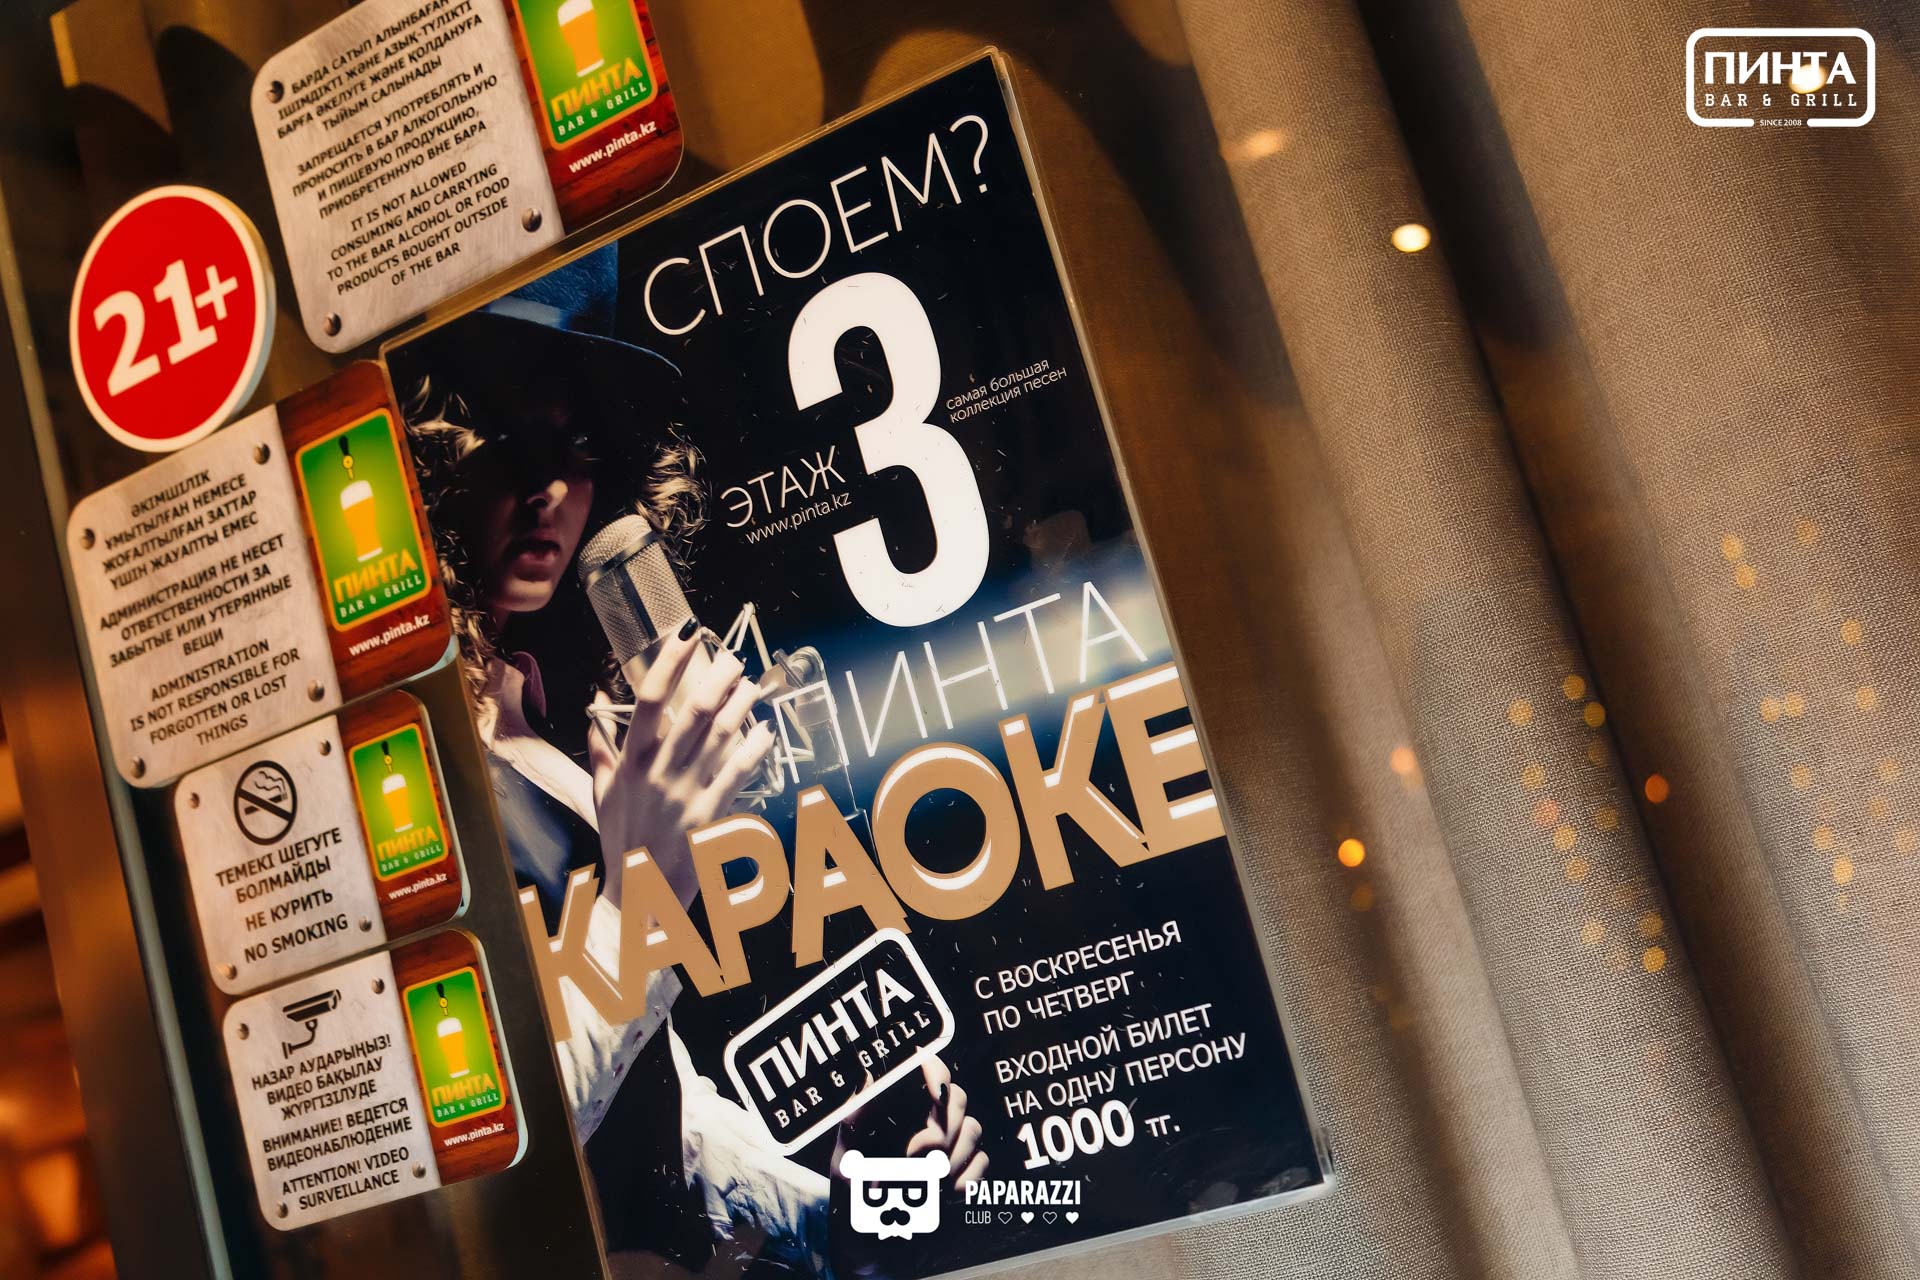 ПИНТА
BAR & GRILL
SINCE 2008
БАРДА САТЫП АЛЫНБАҒАН
ІШІМДІКТІ ЖӘНЕ АЗЫҚ-ТҮЛІКТІ
БАРҒА ӘКЕЛУГЕ ЖӘНЕ ҚОЛДАНУҒА
ТЫЙЫМ САЛЫНАДЫ
ЗАПРЕЩАЕТСЯ УПОТРЕБЛЯТЬ И
ПРОНОСИТЬ В БАР АЛКОГОЛЬНУЮ
И ПИЩЕВУЮ ПРОДУКЦИЮ,
ПРИОБРЕТЕННУЮ ВНЕ БАРА
IT IS NOT ALLOWED
CONSUMING AND CARRYING
TO THE BAR ALCOHOL OR FOOD
PRODUCTS BOUGHT OUTSIDE
OF THE BAR
ПИНТА
BAR & GRILL
www.pinta.kz
21+
ӘКІМШІЛІК
ҰМЫТЫЛҒАН НЕМЕСЕ
ЖОҒАЛТЫЛҒАН ЗАТТАР
ҮШІН ЖАУАПТЫ ЕМЕС
АДМИНИСТРАЦИЯ НЕ НЕСЕТ
ОТВЕТСТВЕННОСТИ ЗА
ЗАБЫТЫЕ ИЛИ УТЕРЯННЫЕ
ВЕЩИ
ADMINISTRATION
IS NOT RESPONSIBLE FOR
FORGOTTEN OR LOST
THINGS
ПИНТА
BAR & GRILL
www.pinta.kz
ТЕМЕКІ ШЕГУГЕ
БОЛМАЙДЫ
НЕ КУРИТЬ
NO SMOKING
ПИНТА
BAR & GRILL
www.pinta.kz
НАЗАР АУДАРЫҢЫЗ!
ВИДЕО БАҚЫЛАУ
ЖҮРГІЗІЛУДЕ
ВНИМАНИЕ! ВЕДЕТСЯ
ВИДЕОНАБЛЮДЕНИЕ
ATTENTION! VIDEO
SURVEILLANCE
ПИНТА
BAR & GRILL
www.pinta.kz
СПОЕМ?
3
самая большая
коллекция песен
ЭТАЖ
www.pinta.kz
ПИНТА
КАРАОКЕ
ПИНТА
BAR & GRILL
С ВОСКРЕСЕНЬЯ
ПО ЧЕТВЕРГ
ВХОДНОЙ БИЛЕТ
НА ОДНУ ПЕРСОНУ
1000 тг.
PAPARAZZI
CLUB